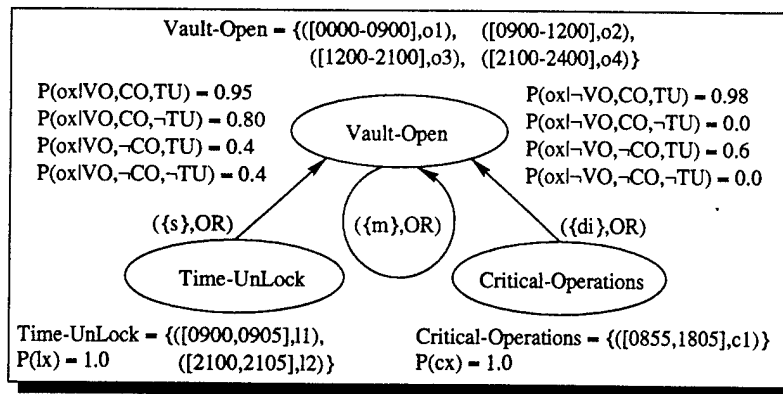 Vault-Open = {([0000-0900],o1), ([0900-1200],o2),
([1200-2100],o3), ([2100-2400],o4)}
P(ox|VO,CO,TU) = 0.95
P(ox|VO,CO,¬TU) = 0.80
P(ox|VO,¬CO,TU) = 0.4
P(ox|VO,¬CO,¬TU) = 0.4
Vault-Open
P(ox|¬VO,CO,TU) = 0.98
P(ox|¬VO,CO,¬TU) = 0.0
P(ox|¬VO,¬CO,TU) = 0.6
P(ox|¬VO,¬CO,¬TU) = 0.0
({s},OR)
({m},OR)
({di},OR)
Time-UnLock
Critical-Operations
Time-UnLock = {([0900,0905],l1),
P(lx) = 1.0 ([2100,2105],l2)}
Critical-Operations = {([0855,1805],c1)}
P(cx) = 1.0